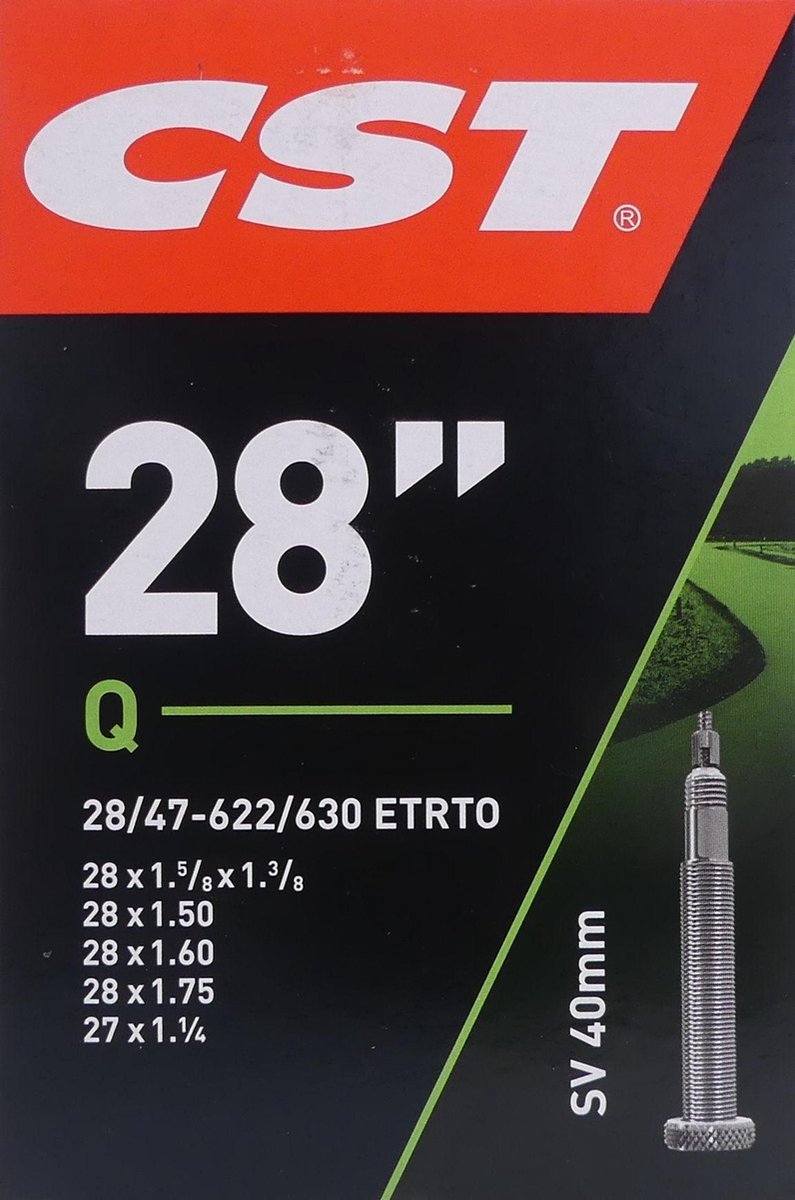 CST®
28”
Q
28/47-622/630 ETRTO
28 x 1.⁵/₈ x 1.³/₈
28 x 1.50
28 x 1.60
28 x 1.75
27 x 1.¼
SV 40mm